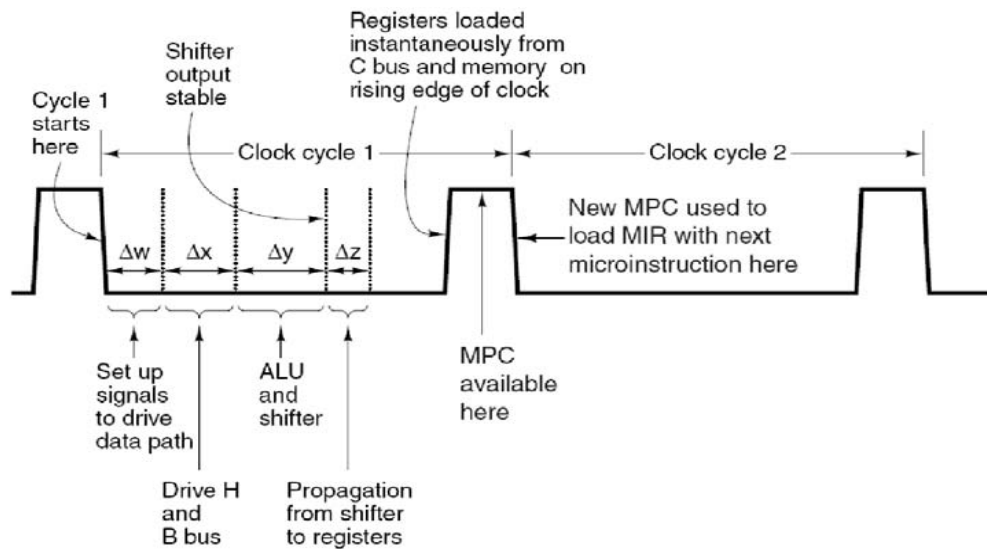 Registers loaded
instantaneously from
C bus and memory on
rising edge of clock
Shifter
output
stable
Cycle 1
starts
here
Clock cycle 1
Clock cycle 2
New MPC used to
load MIR with next
microinstruction here
Δw
Δx
Δy
Δz
Set up
signals
to drive
data path
ALU
and
shifter
MPC
available
here
Drive H
and
B bus
Propagation
from shifter
to registers